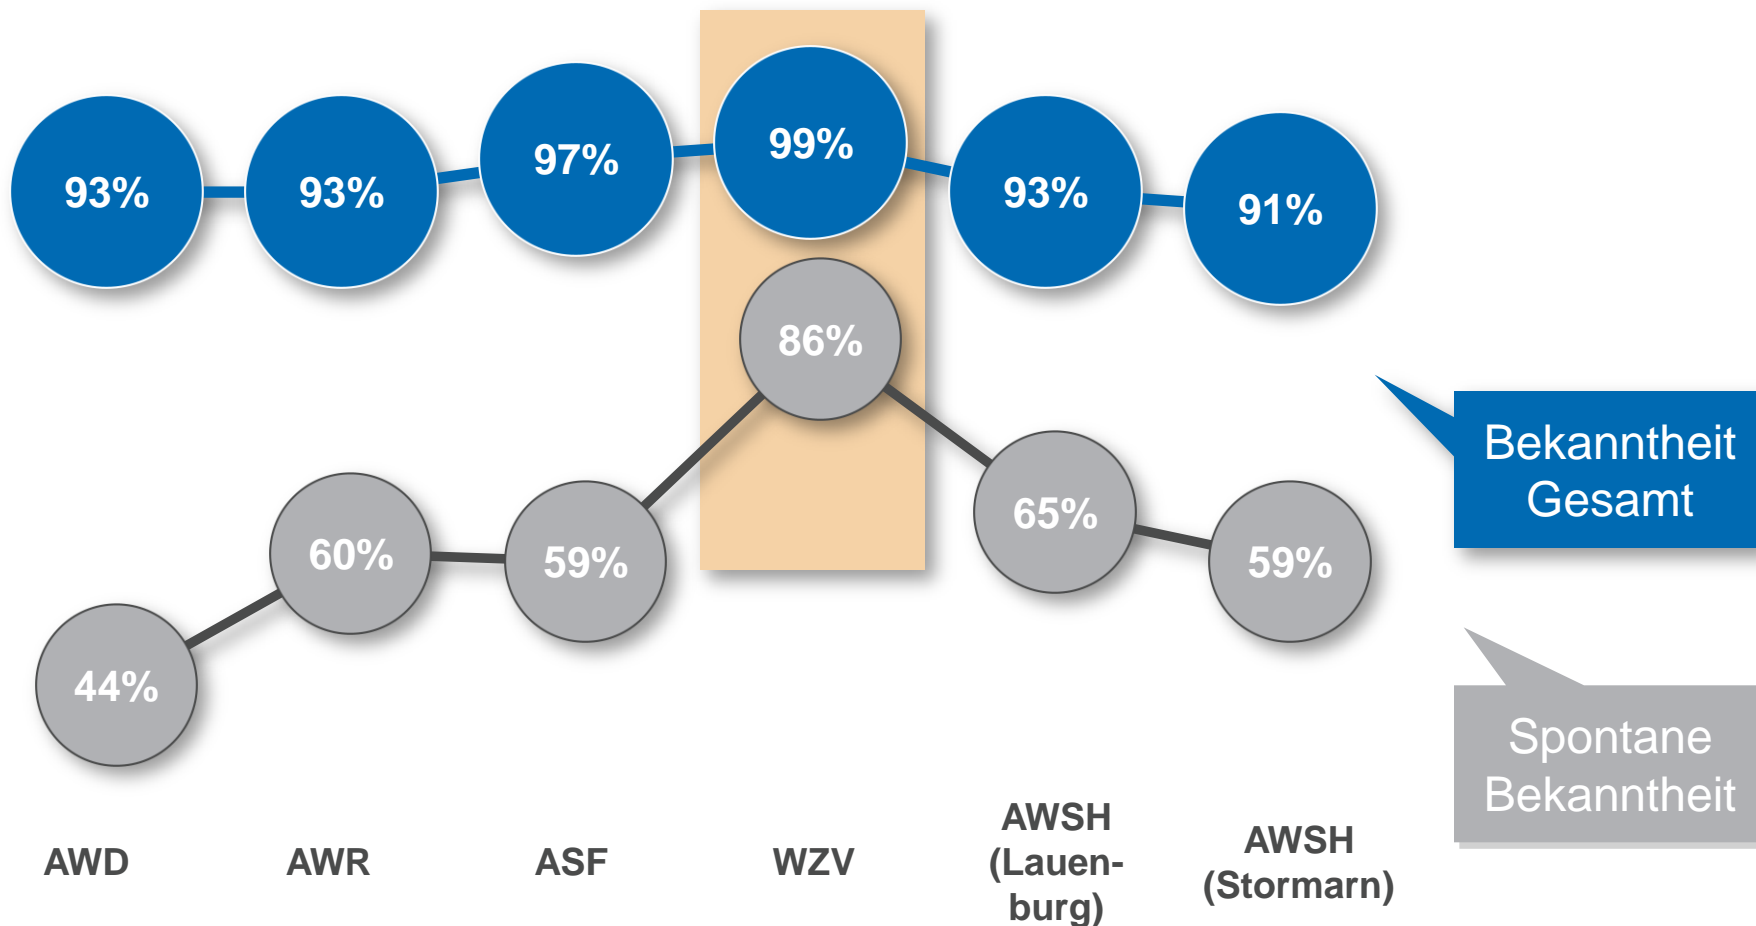 93%
93%
97%
99%
93%
91%
44%
60%
59%
86%
65%
59%
Bekanntheit
Gesamt
Spontane
Bekanntheit
AWD
AWR
ASF
WZV
AWSH
(Lauen-
burg)
AWSH
(Stormarn)